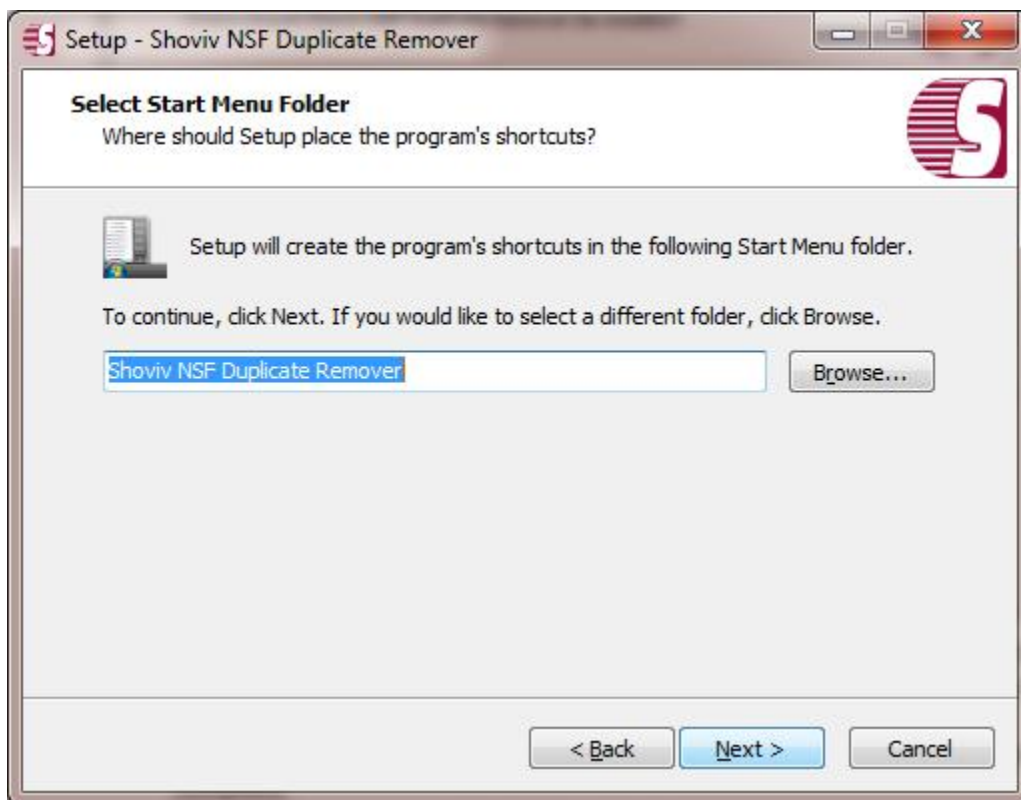 Setup - Shoviv NSF Duplicate Remover
Select Start Menu Folder
Where should Setup place the program's shortcuts?
Setup will create the program's shortcuts in the following Start Menu folder.
To continue, click Next. If you would like to select a different folder, click Browse.
Shoviv NSF Duplicate Remover
Browse...
< Back
Next >
Cancel